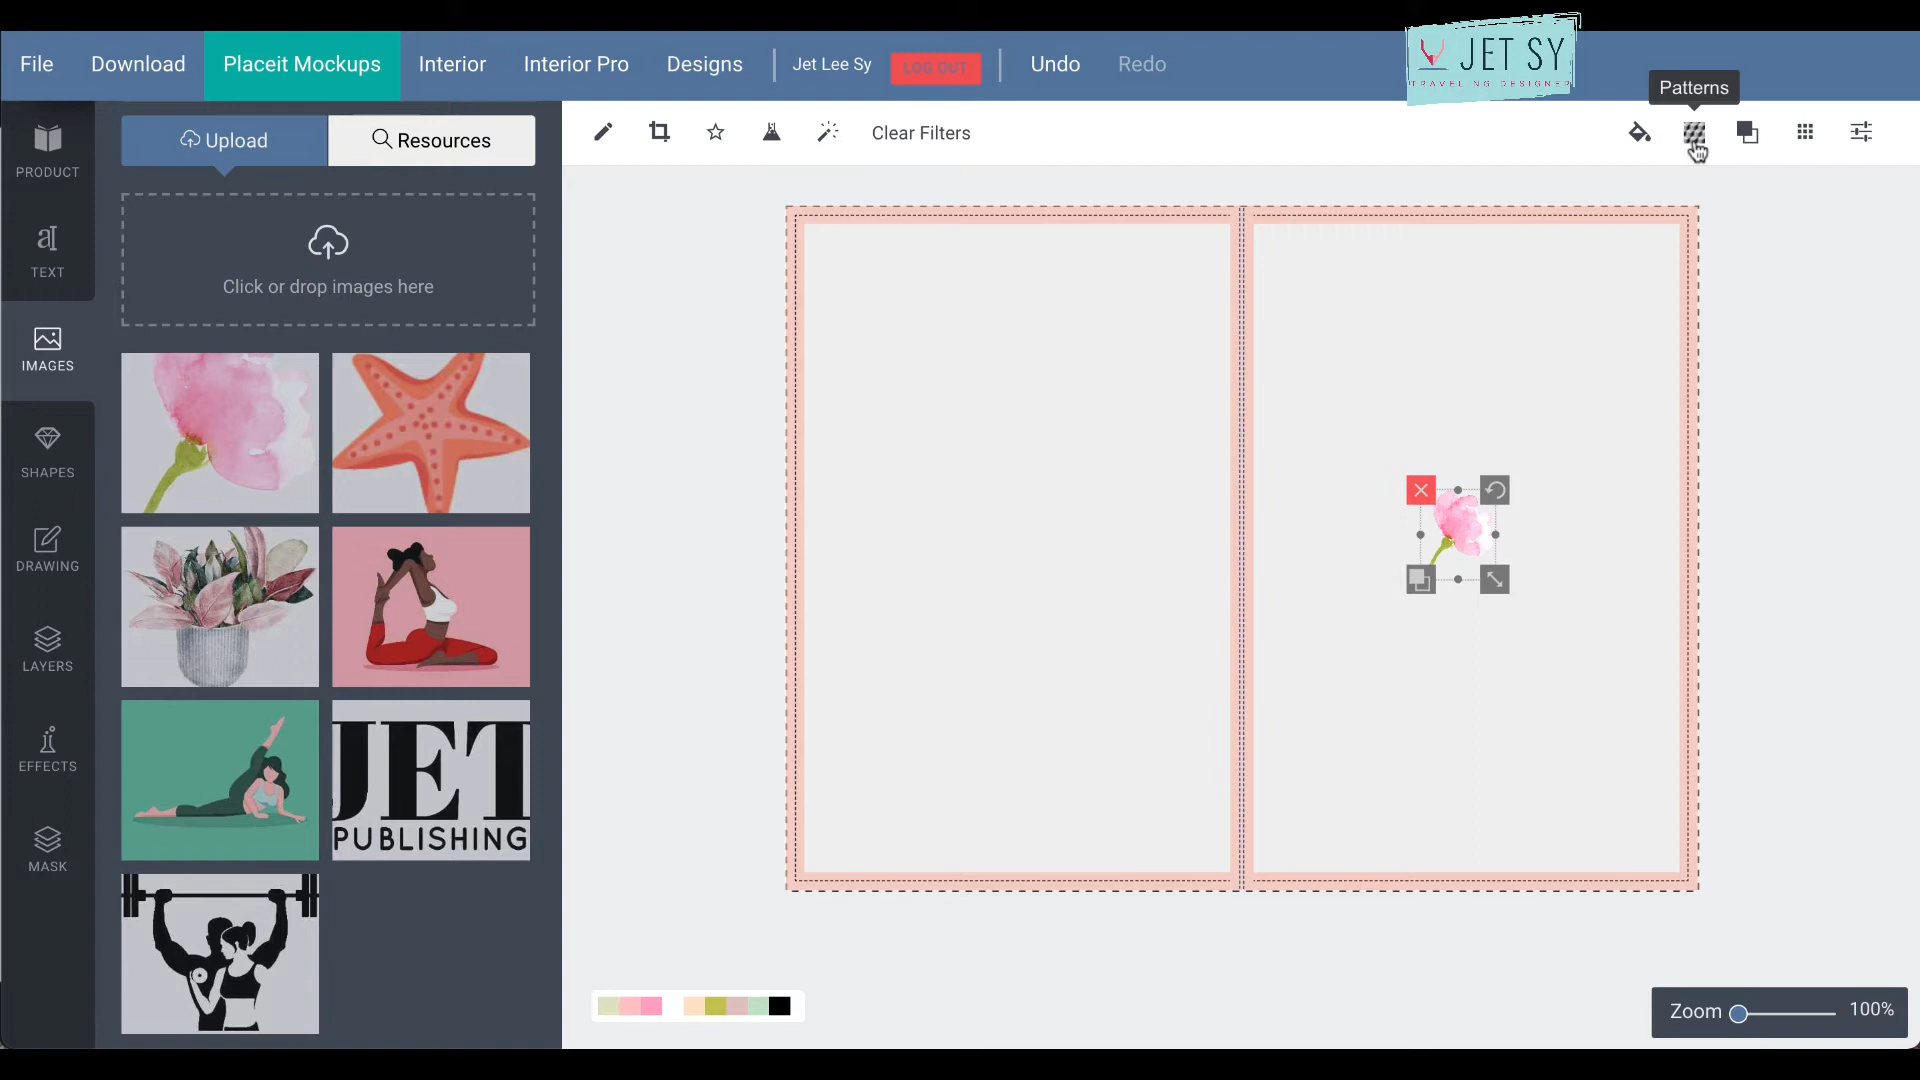 File
Download
Placeit Mockups
Interior
Interior Pro
Designs
Jet Lee Sy
LOG OUT
Undo
Redo
JET SY
TRAVELING DESIGNER
Patterns
PRODUCT
TEXT
IMAGES
SHAPES
DRAWING
LAYERS
EFFECTS
MASK
Upload
Resources
Click or drop images here
JET
PUBLISHING
Clear Filters
Zoom
100%